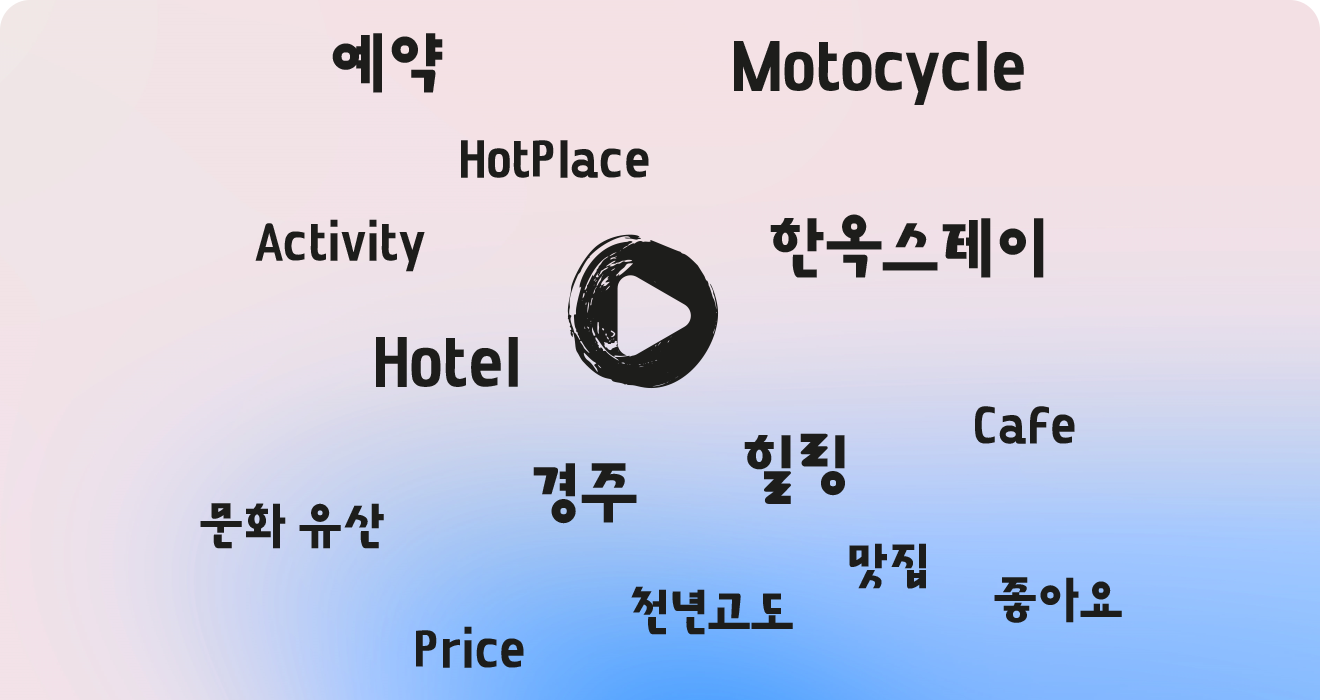 예약
Motocycle
HotPlace
Activity
한옥스테이
Hotel
Cafe
힐링
경주
문화 유산
맛집
좋아요
천년고도
Price